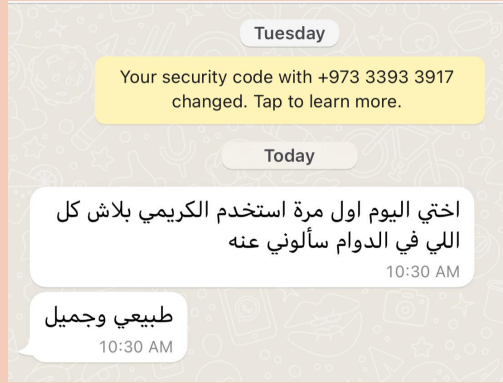 Tuesday
Your security code with +973 3393 3917
changed. Tap to learn more.
Today
اختي اليوم اول مرة استخدم الكريمي بلاش كل
اللي في الدوام سألوني عنه
10:30 AM
طبيعي وجميل
10:30 AM